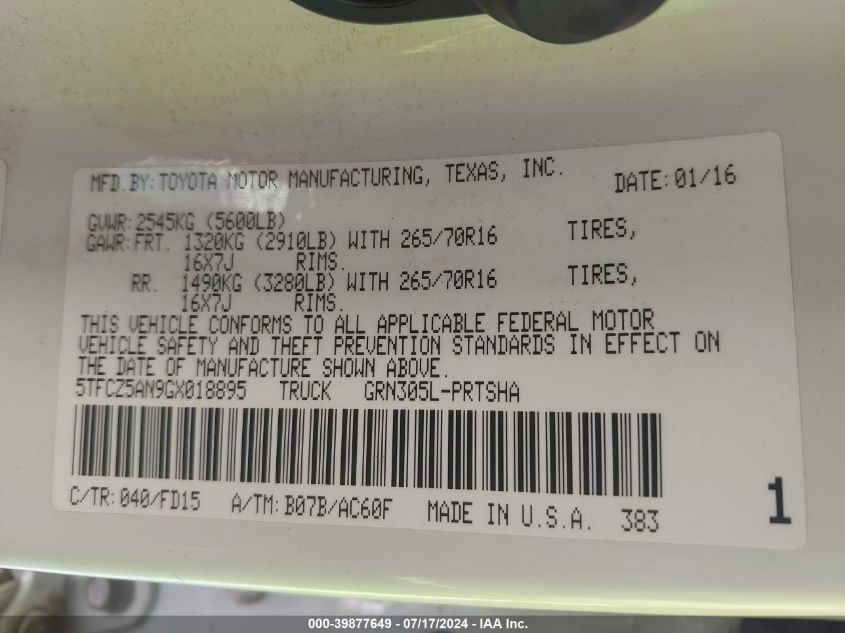 MFD.BY:TOYOTA MOTOR MANUFACTURING, TEXAS, INC. DATE:01/16
GVWR:2545KG (5600LB)
GAWR:FRT. 1320KG (2910LB) WITH 265/70R16 TIRES,
16X7J RIMS.
RR. 1490KG (3280LB) WITH 265/70R16 TIRES,
16X7J RIMS.
THIS VEHICLE CONFORMS TO ALL APPLICABLE FEDERAL MOTOR
VEHICLE SAFETY AND THEFT PREVENTION STANDARDS IN EFFECT ON
THE DATE OF MANUFACTURE SHOWN ABOVE.
5TFCZ5AN9GX018895 TRUCK GRN305L-PRTSHA
C/TR:040/FD15 A/TM:B07B/AC60F MADE IN U.S.A. 383
1
000-39877649 - 07/17/2024 - IAA Inc.